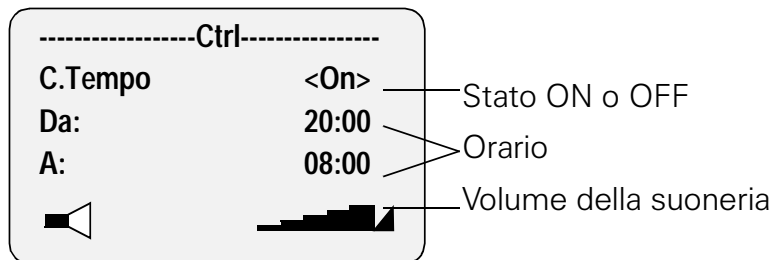 -----------------Ctrl---------------
C.Tempo <On>
Stato ON o OFF
Da: 20:00
A: 08:00
Orario
Volume della suoneria